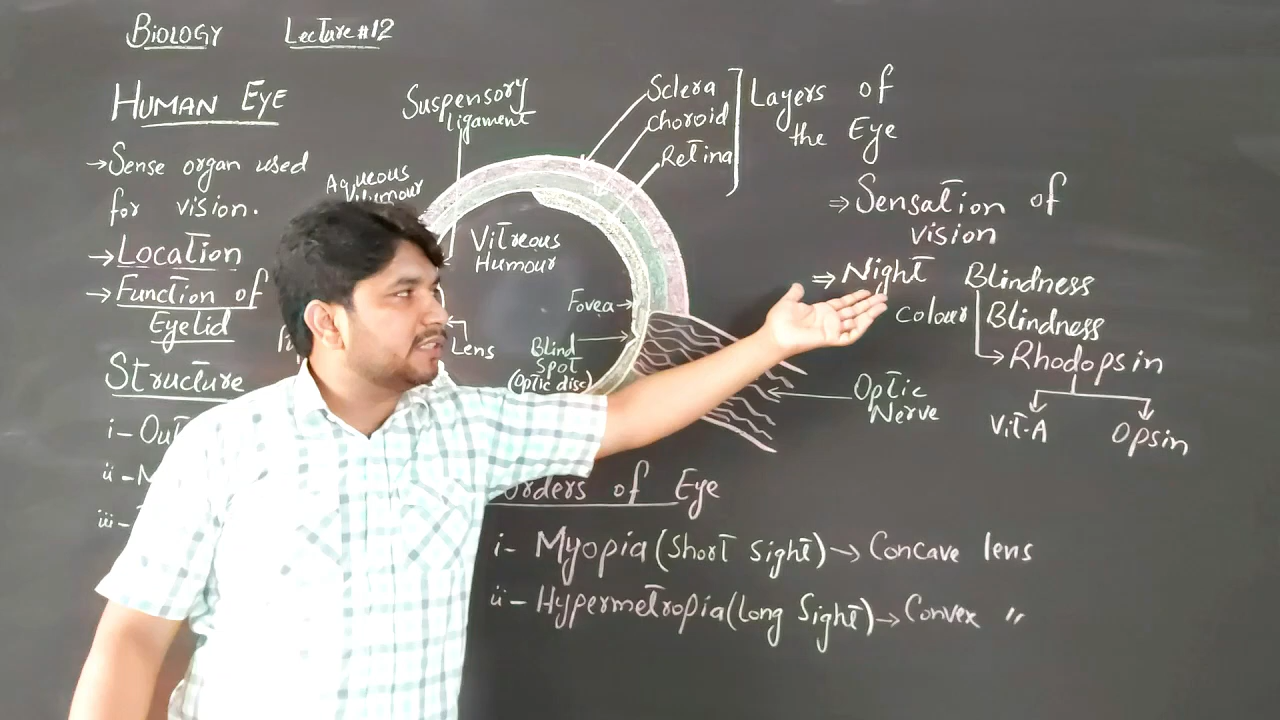 Biology Lecture #12
Human Eye
→Sense organ used
for vision.
→Location
→Function of
Eyelid
Structure
i-
ii-
iii-
Suspensory
ligament
Aqueous
Humour
Vitreous
Humour
Lens
Fovea→
Blind
Spot
(Optic disc)
Sclera
choroid
Retina
Layers of
the Eye
⇒Sensation of
vision
⇒Night Blindness
colour Blindness
→Rhodopsin
Vit-A Opsin
Optic
Nerve
of Eye
i- Myopia (Short Sight) → Concave lens
ii- Hypermetropia (Long Sight) → Convex "